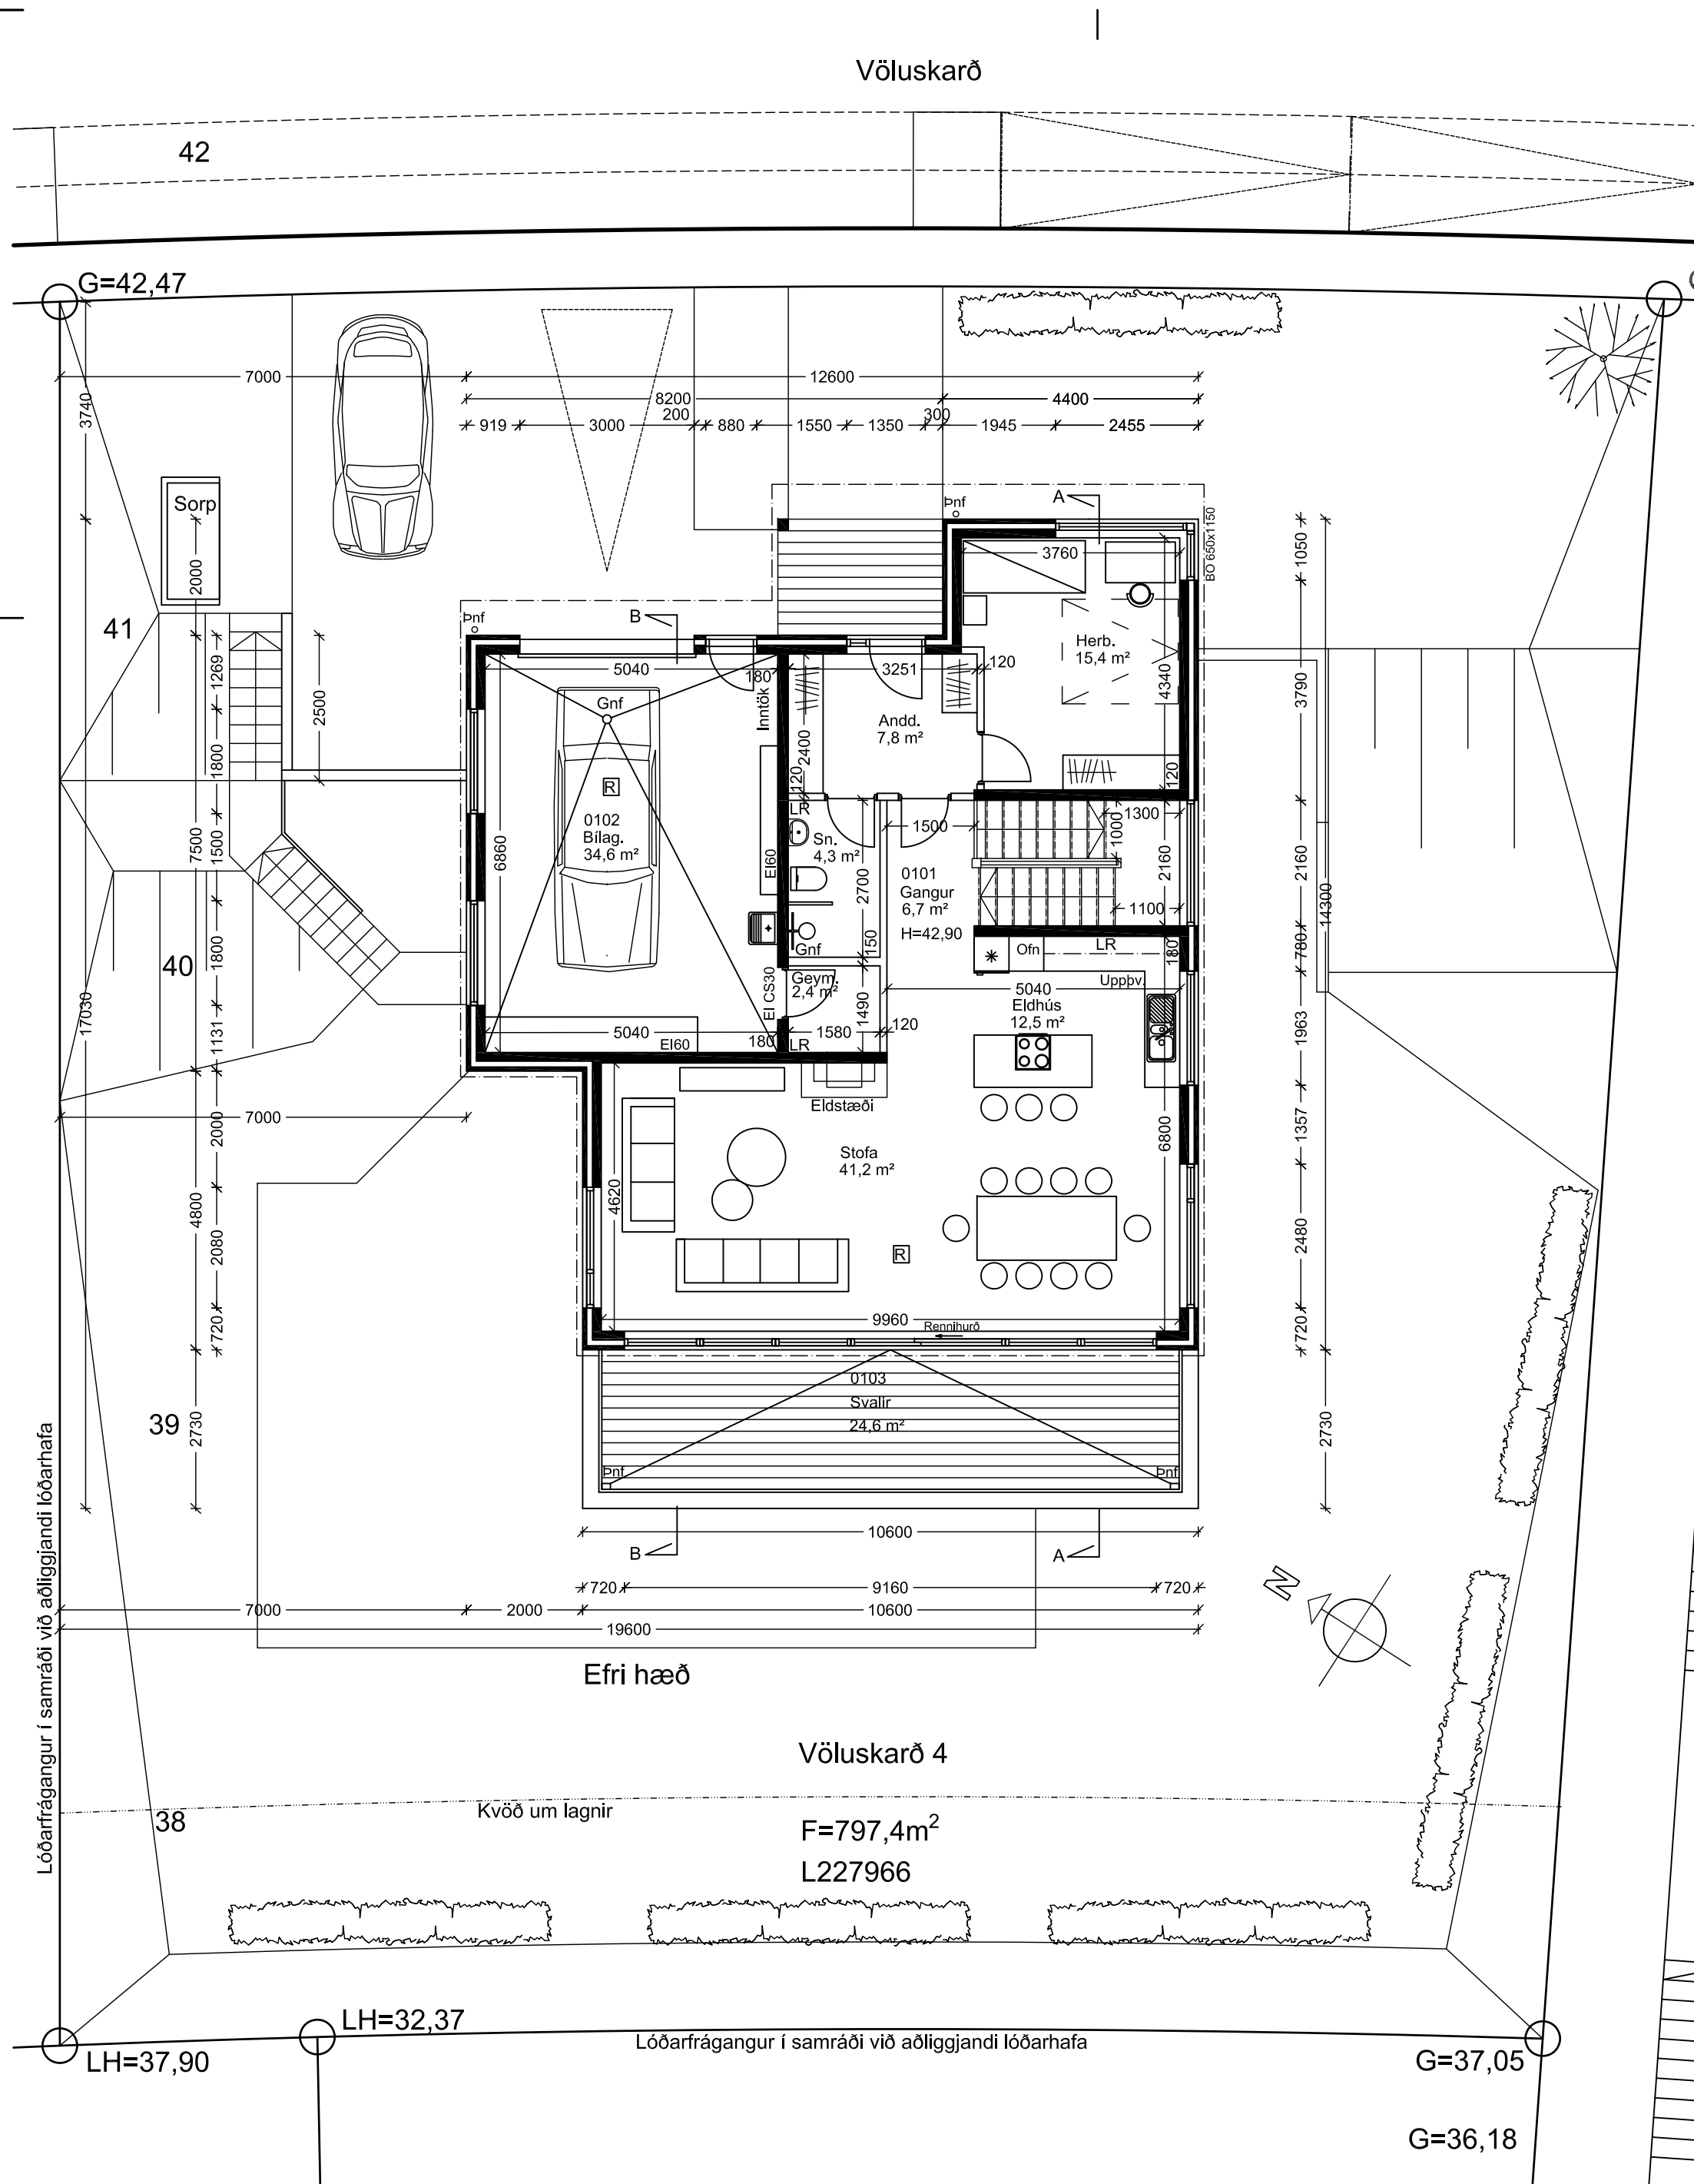 Völuskarð
42
G=42,47
7000
12600
8200
4400
200
300
919
3000
880
1550
1350
1945
2455
3740
Sorp
2000
41
Þnf
Þnf
A
B
3760
BO 650x1150
1050
5040
180
3251
120
Herb.
15,4 m²
4340
3790
1269
2500
Gnf
Inntök
Andd.
7,8 m²
2400
1800
R
120
120
LR
0102
Bílag.
34,6 m²
6860
EI60
Sn.
4,3 m²
1500
1000
1300
7500
1500
2700
0101
Gangur
6,7 m²
H=42,90
2160
2160
14300
1100
Gnf
150
Ofn
LR
180
780
40
1800
EI CS30
Geym.
2,4 m²
Uppþv.
5040
Eldhús
12,5 m²
17030
1131
1490
1963
5040
EI60
180
LR
1580
120
Eldstæði
7000
2000
1357
6800
Stofa
41,2 m²
4620
4800
2080
R
2480
720
9960
Rennihurð
720
0103
Svalir
24,6 m²
39
2730
2730
Þnf
Þnf
10600
B
A
720
9160
720
N
7000
2000
10600
19600
Efri hæð
Völuskarð 4
Kvöð um lagnir
38
F=797,4m²
L227966
Lóðarfrágangur í samráði við aðliggjandi lóðarhafa
LH=32,37
Lóðarfrágangur í samráði við aðliggjandi lóðarhafa
LH=37,90
G=37,05
G=36,18